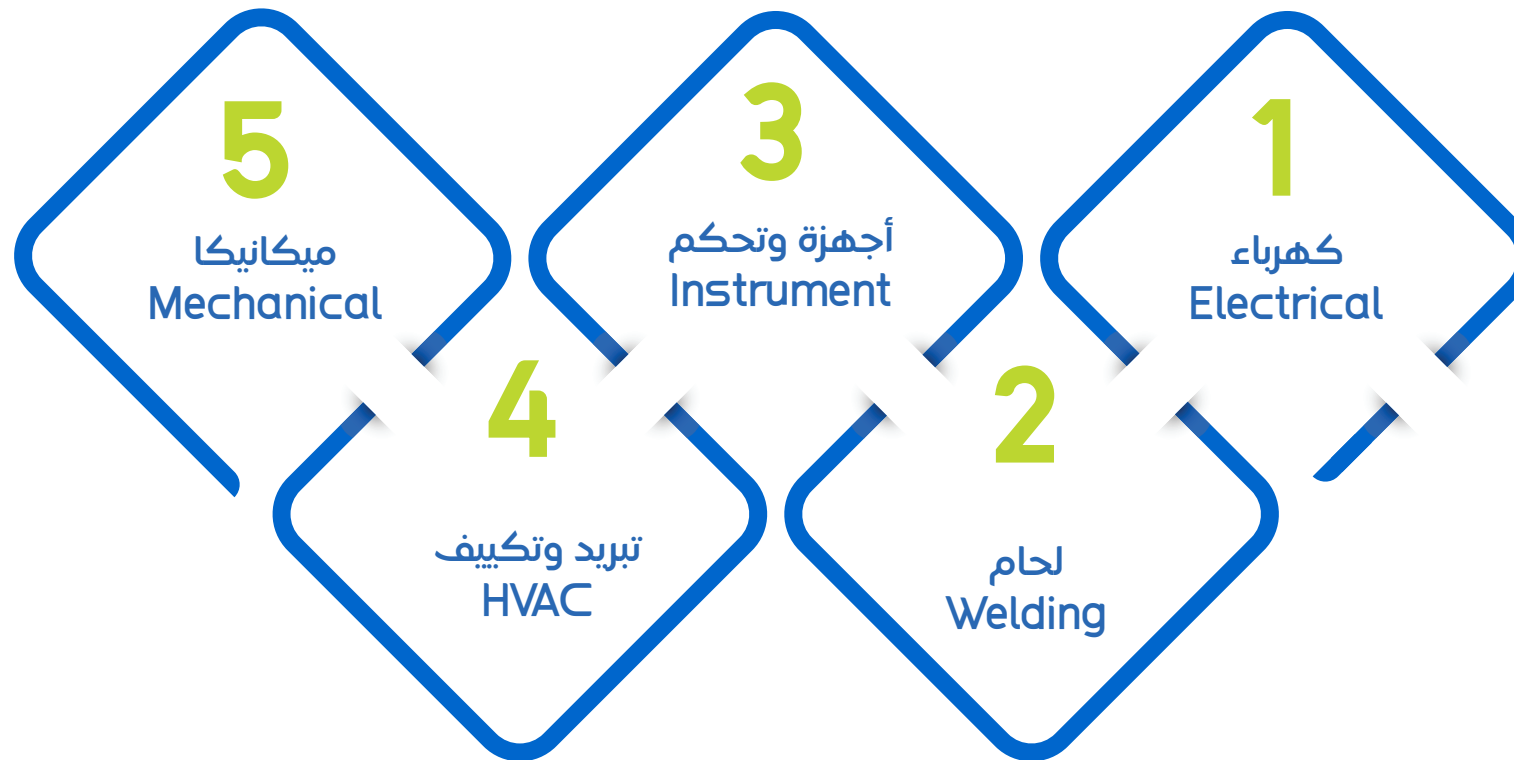 1
كهرباء
Electrical
2
لحام
Welding
3
أجهزة وتحكم
Instrument
4
تبريد وتكييف
HVAC
5
ميكانيكا
Mechanical